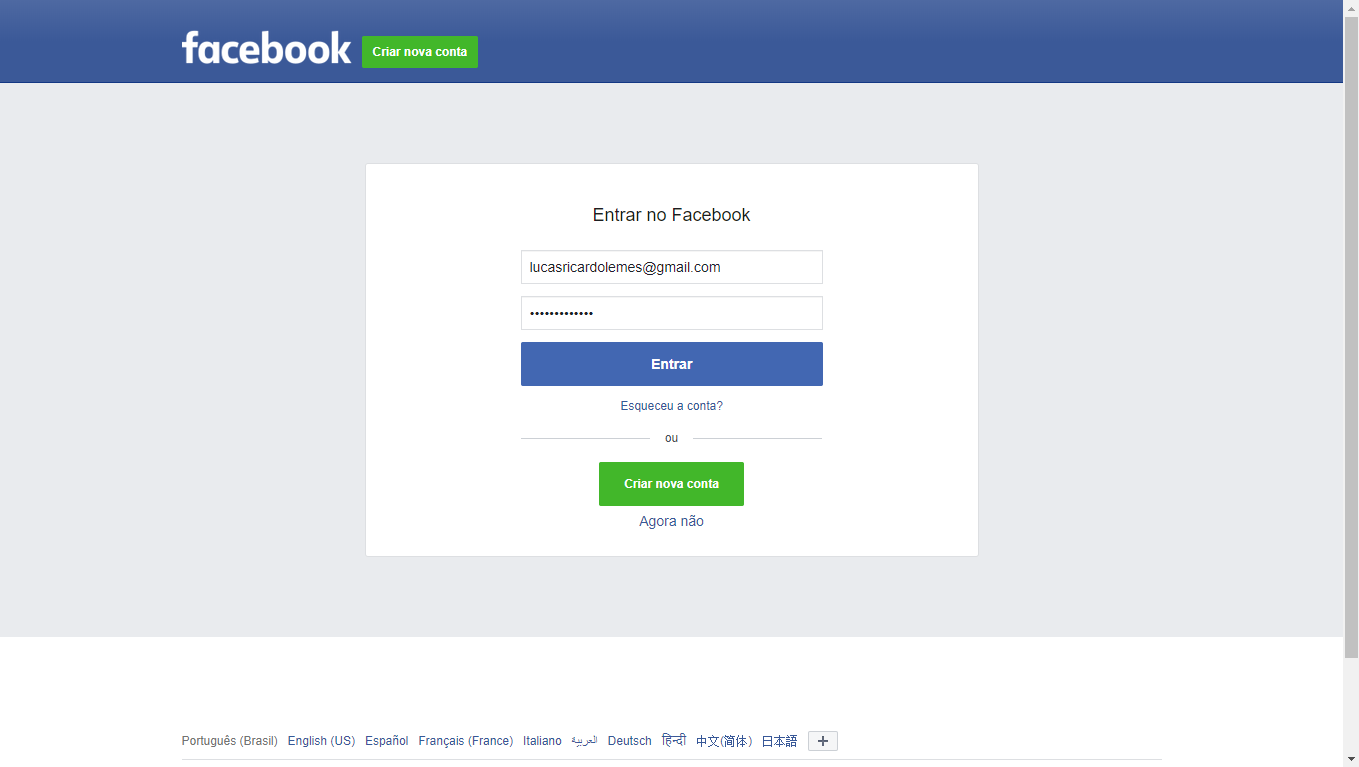 facebook Criar nova conta
Entrar no Facebook
lucasricardolemes@gmail.com
•••••••••••••
Entrar
Esqueceu a conta?
ou
Criar nova conta
Agora não
Português (Brasil) English (US) Español Français (France) Italiano العربية Deutsch हिन्दी 中文(简体) 日本語 +